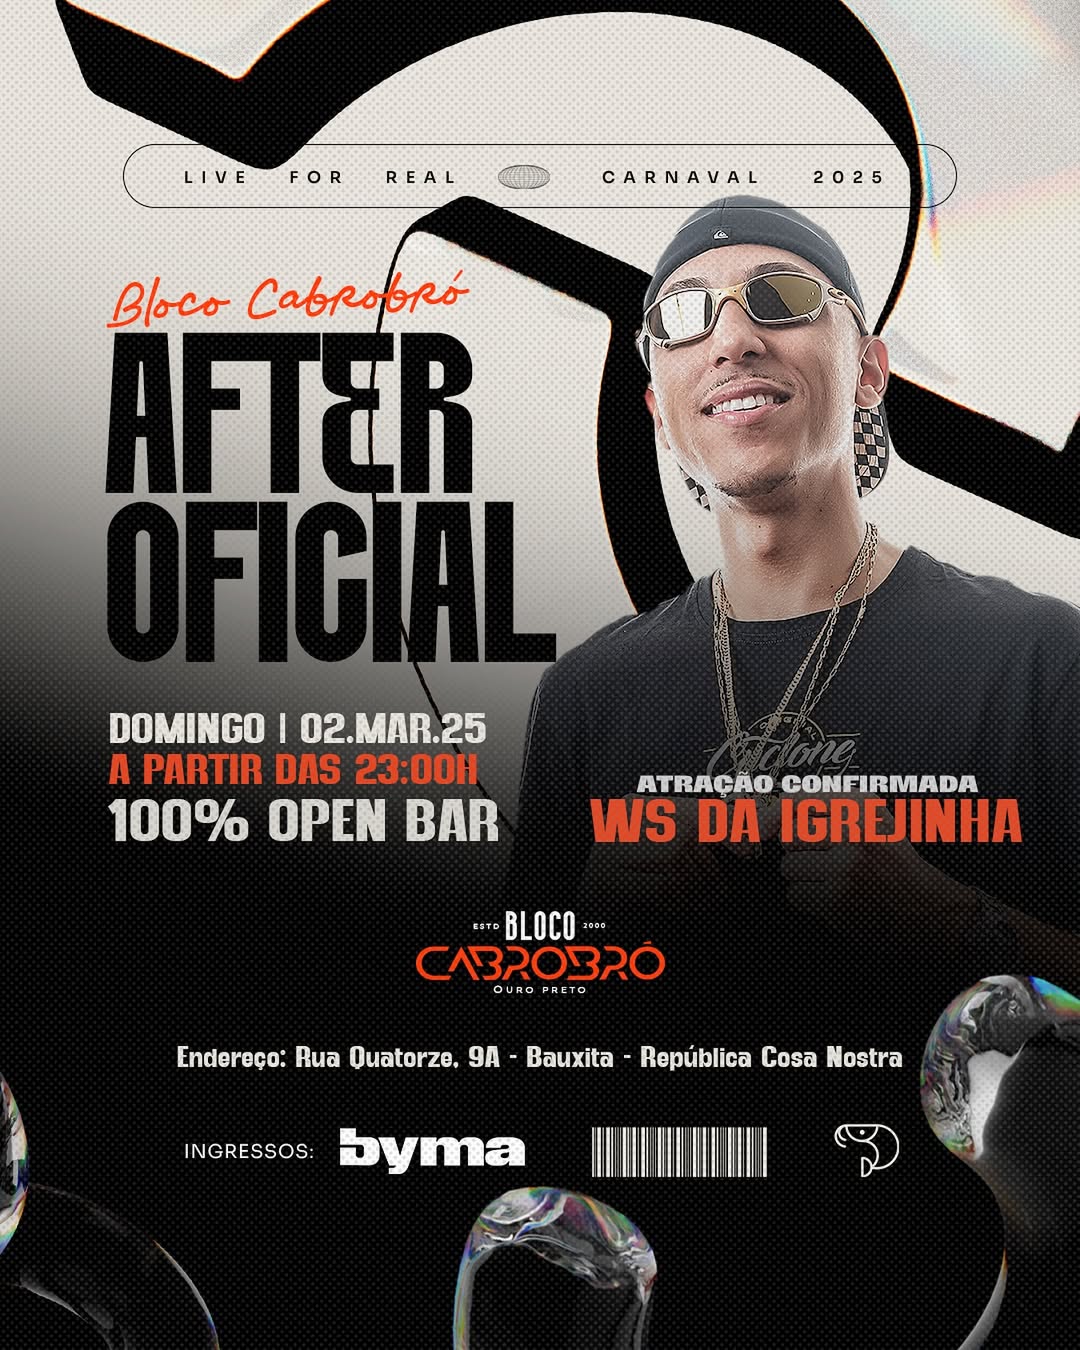 LIVE FOR REAL CARNAVAL 2025
Bloco Cabrobró
AFTER
OFICIAL
DOMINGO | 02.MAR.25
A PARTIR DAS 23:00H
100% OPEN BAR
Cyclone
ATRAÇÃO CONFIRMADA
WS DA IGREJINHA
ESTD BLOCO 2000
CABROBRÓ
OURO PRETO
Endereço: Rua Quatorze, 9A - Bauxita - República Cosa Nostra
INGRESSOS: byma